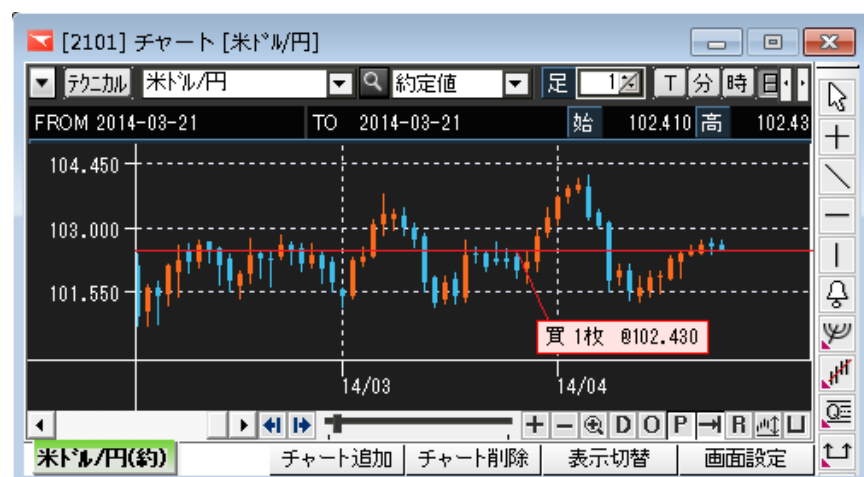 [2101] チャート [米ドル/円]
テクニカル 米ドル/円 約定値 足 1 T 分 時 日
FROM 2014-03-21 TO 2014-03-21 始 102.410 高 102.43
104.450
103.000
101.550
買 1枚 @102.430
14/03 14/04
D O P R
米ドル/円(約) チャート追加 チャート削除 表示切替 画面設定